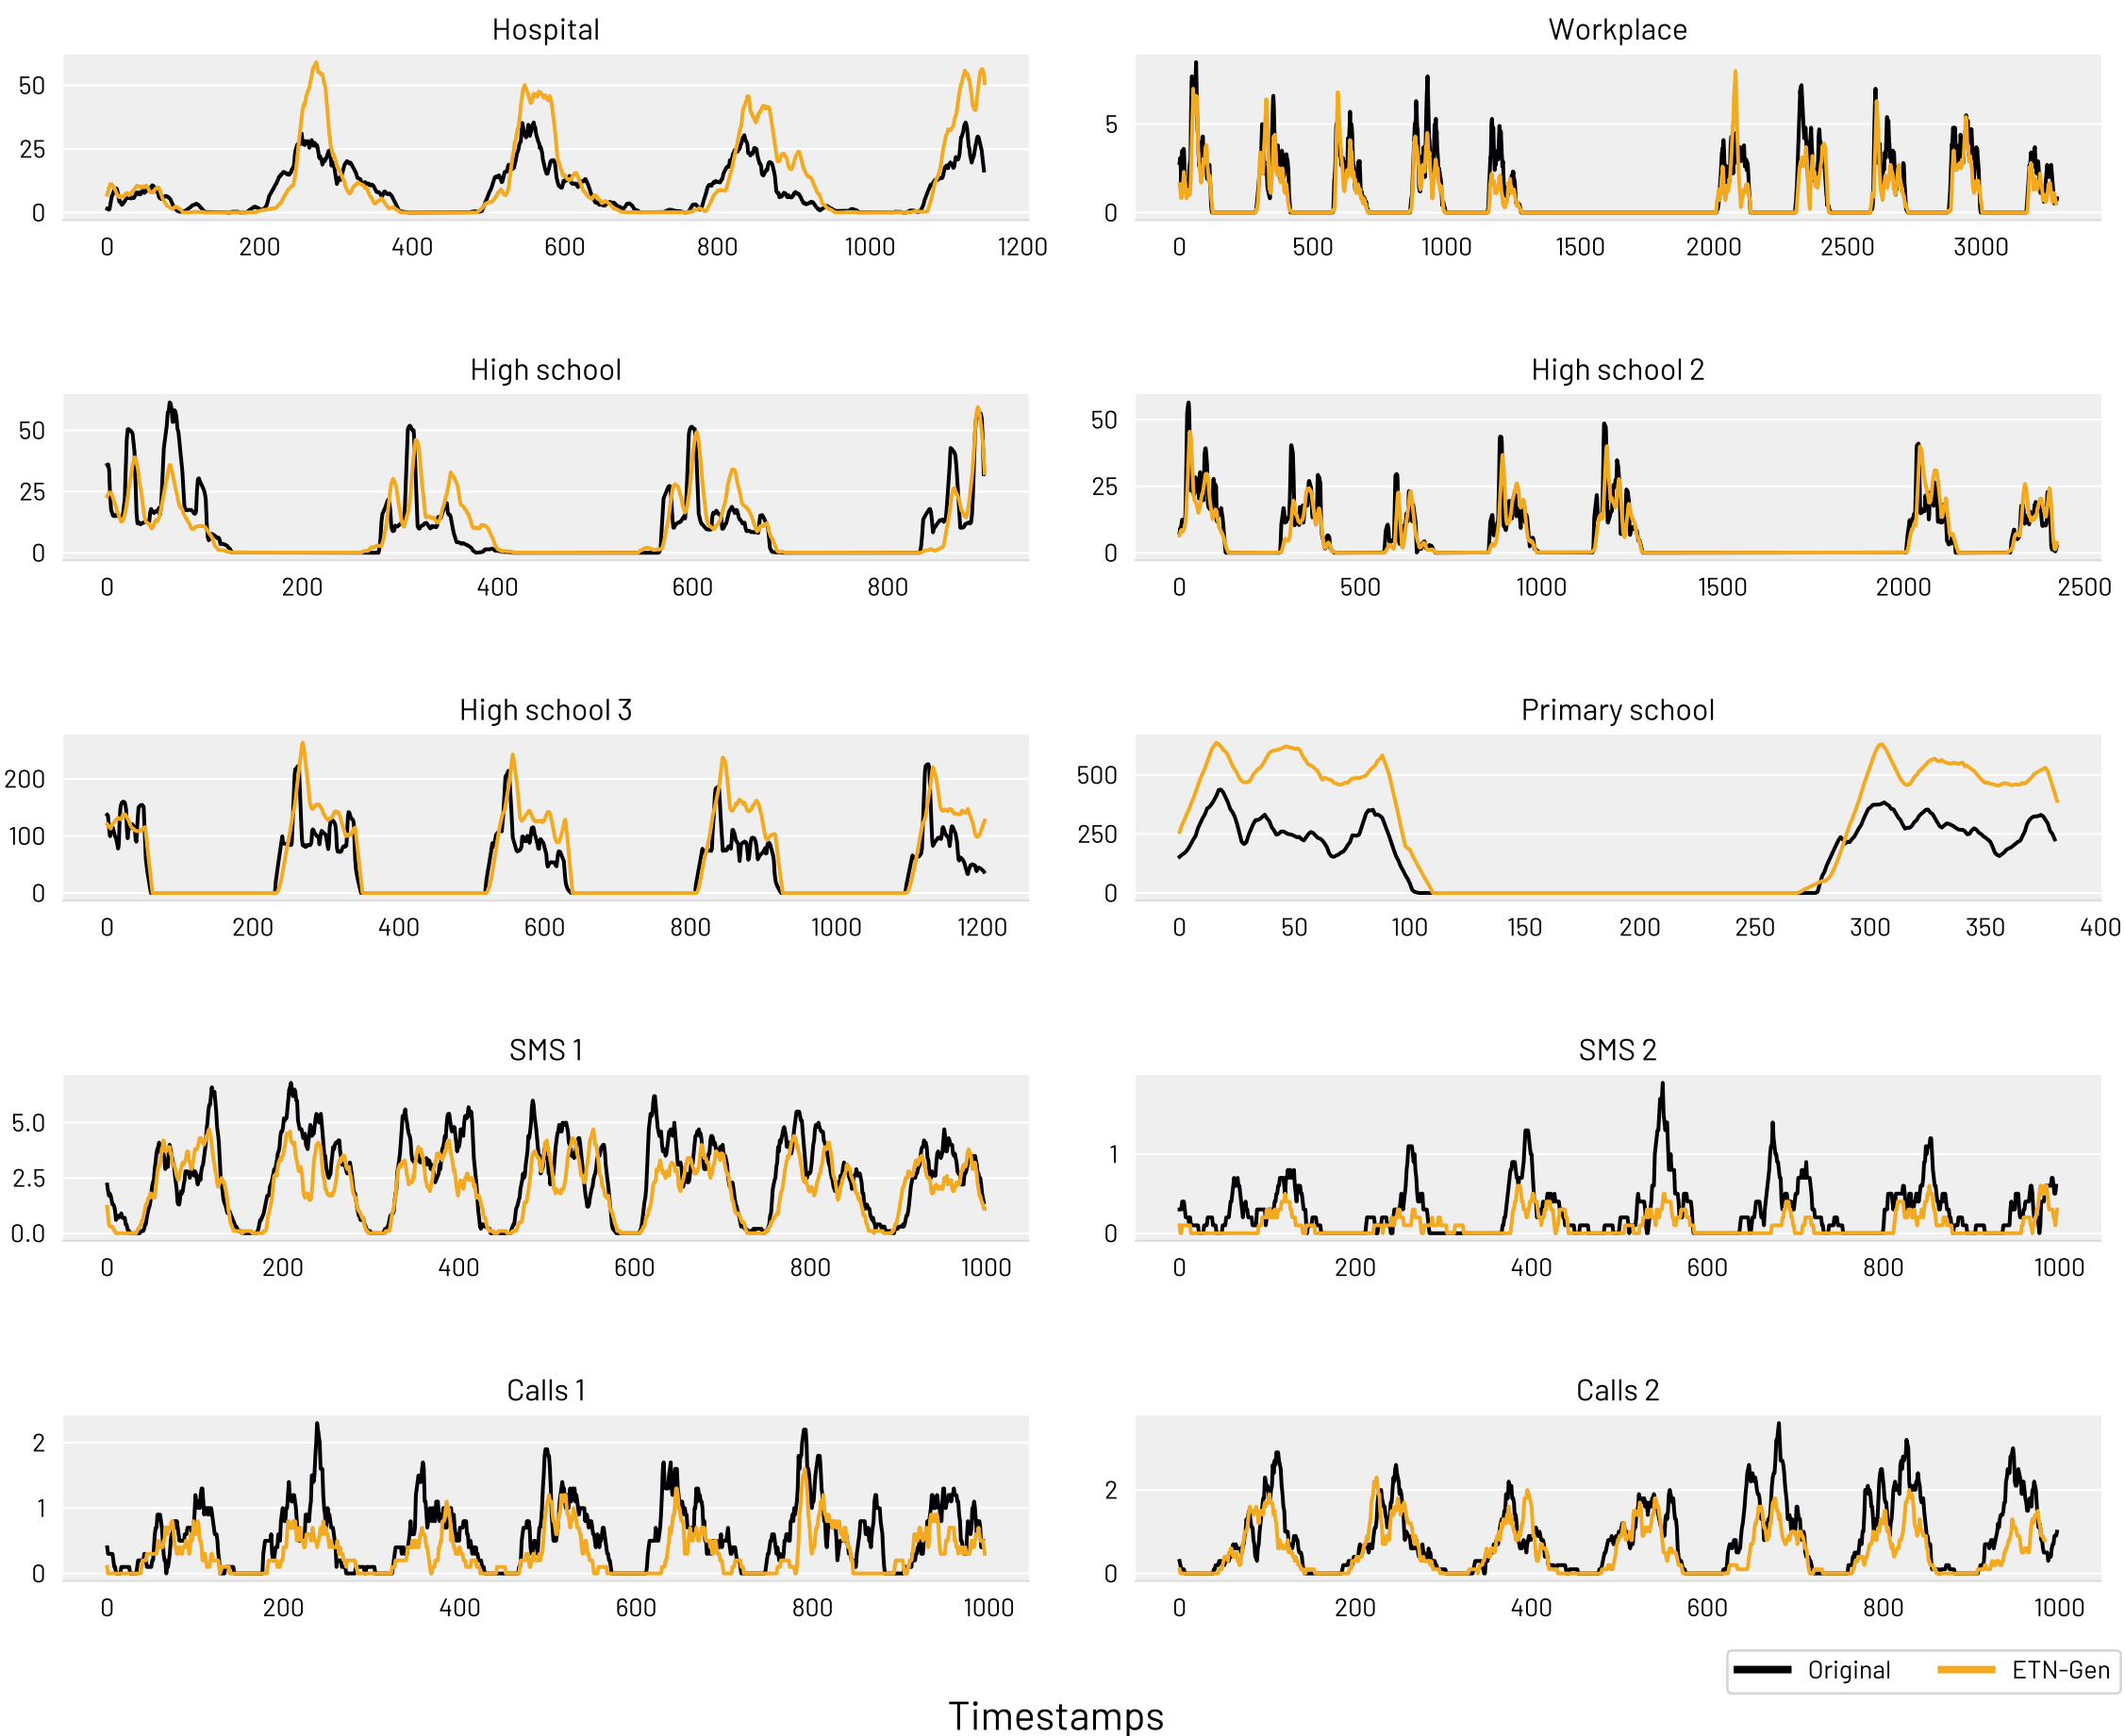 Hospital
50
25
0
0 200 400 600 800 1000 1200
Workplace
5
0
0 500 1000 1500 2000 2500 3000
High school
50
25
0
0 200 400 600 800
High school 2
50
25
0
0 500 1000 1500 2000 2500
High school 3
200
100
0
0 200 400 600 800 1000 1200
Primary school
500
250
0
0 50 100 150 200 250 300 350 400
SMS 1
5.0
2.5
0.0
0 200 400 600 800 1000
SMS 2
1
0
0 200 400 600 800 1000
Calls 1
2
1
0
0 200 400 600 800 1000
Calls 2
2
0
0 200 400 600 800 1000
Original ETN-Gen
Timestamps